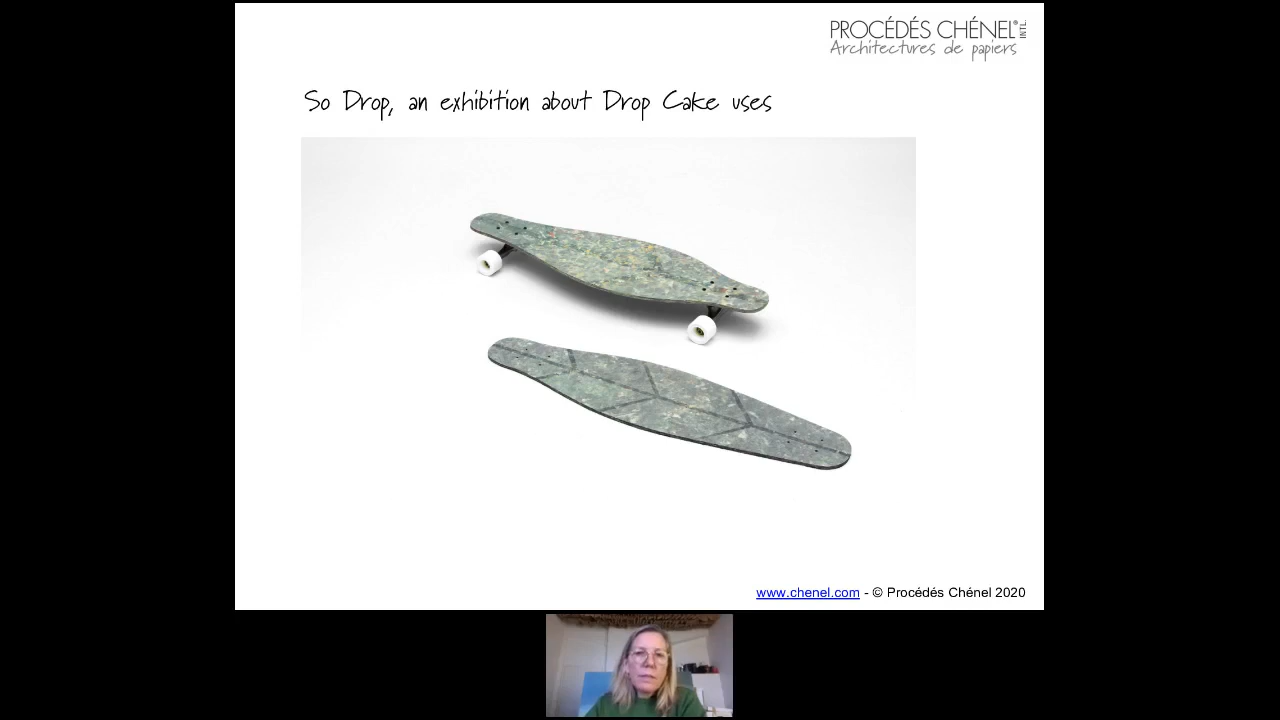 PROCÉDÉS CHÉNEL® INTL.
Architectures de papiers
So Drop, an exhibition about Drop Cake uses
www.chenel.com - © Procédés Chénel 2020